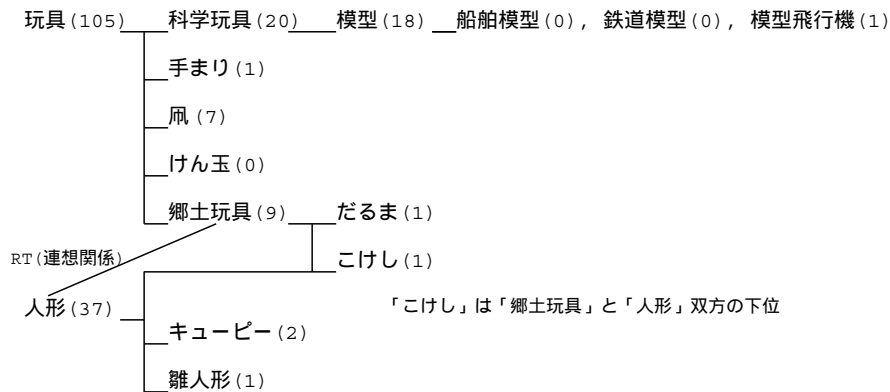 玩具(105) 科学玩具(20) 模型(18) 船舶模型(0), 鉄道模型(0), 模型飛行機(1)
手まり(1)
凧(7)
けん玉(0)
郷土玩具(9) だるま(1)
RT(連想関係) こけし(1)
人形(37) 「こけし」は「郷土玩具」と「人形」双方の下位
キューピー(2)
雛人形(1)